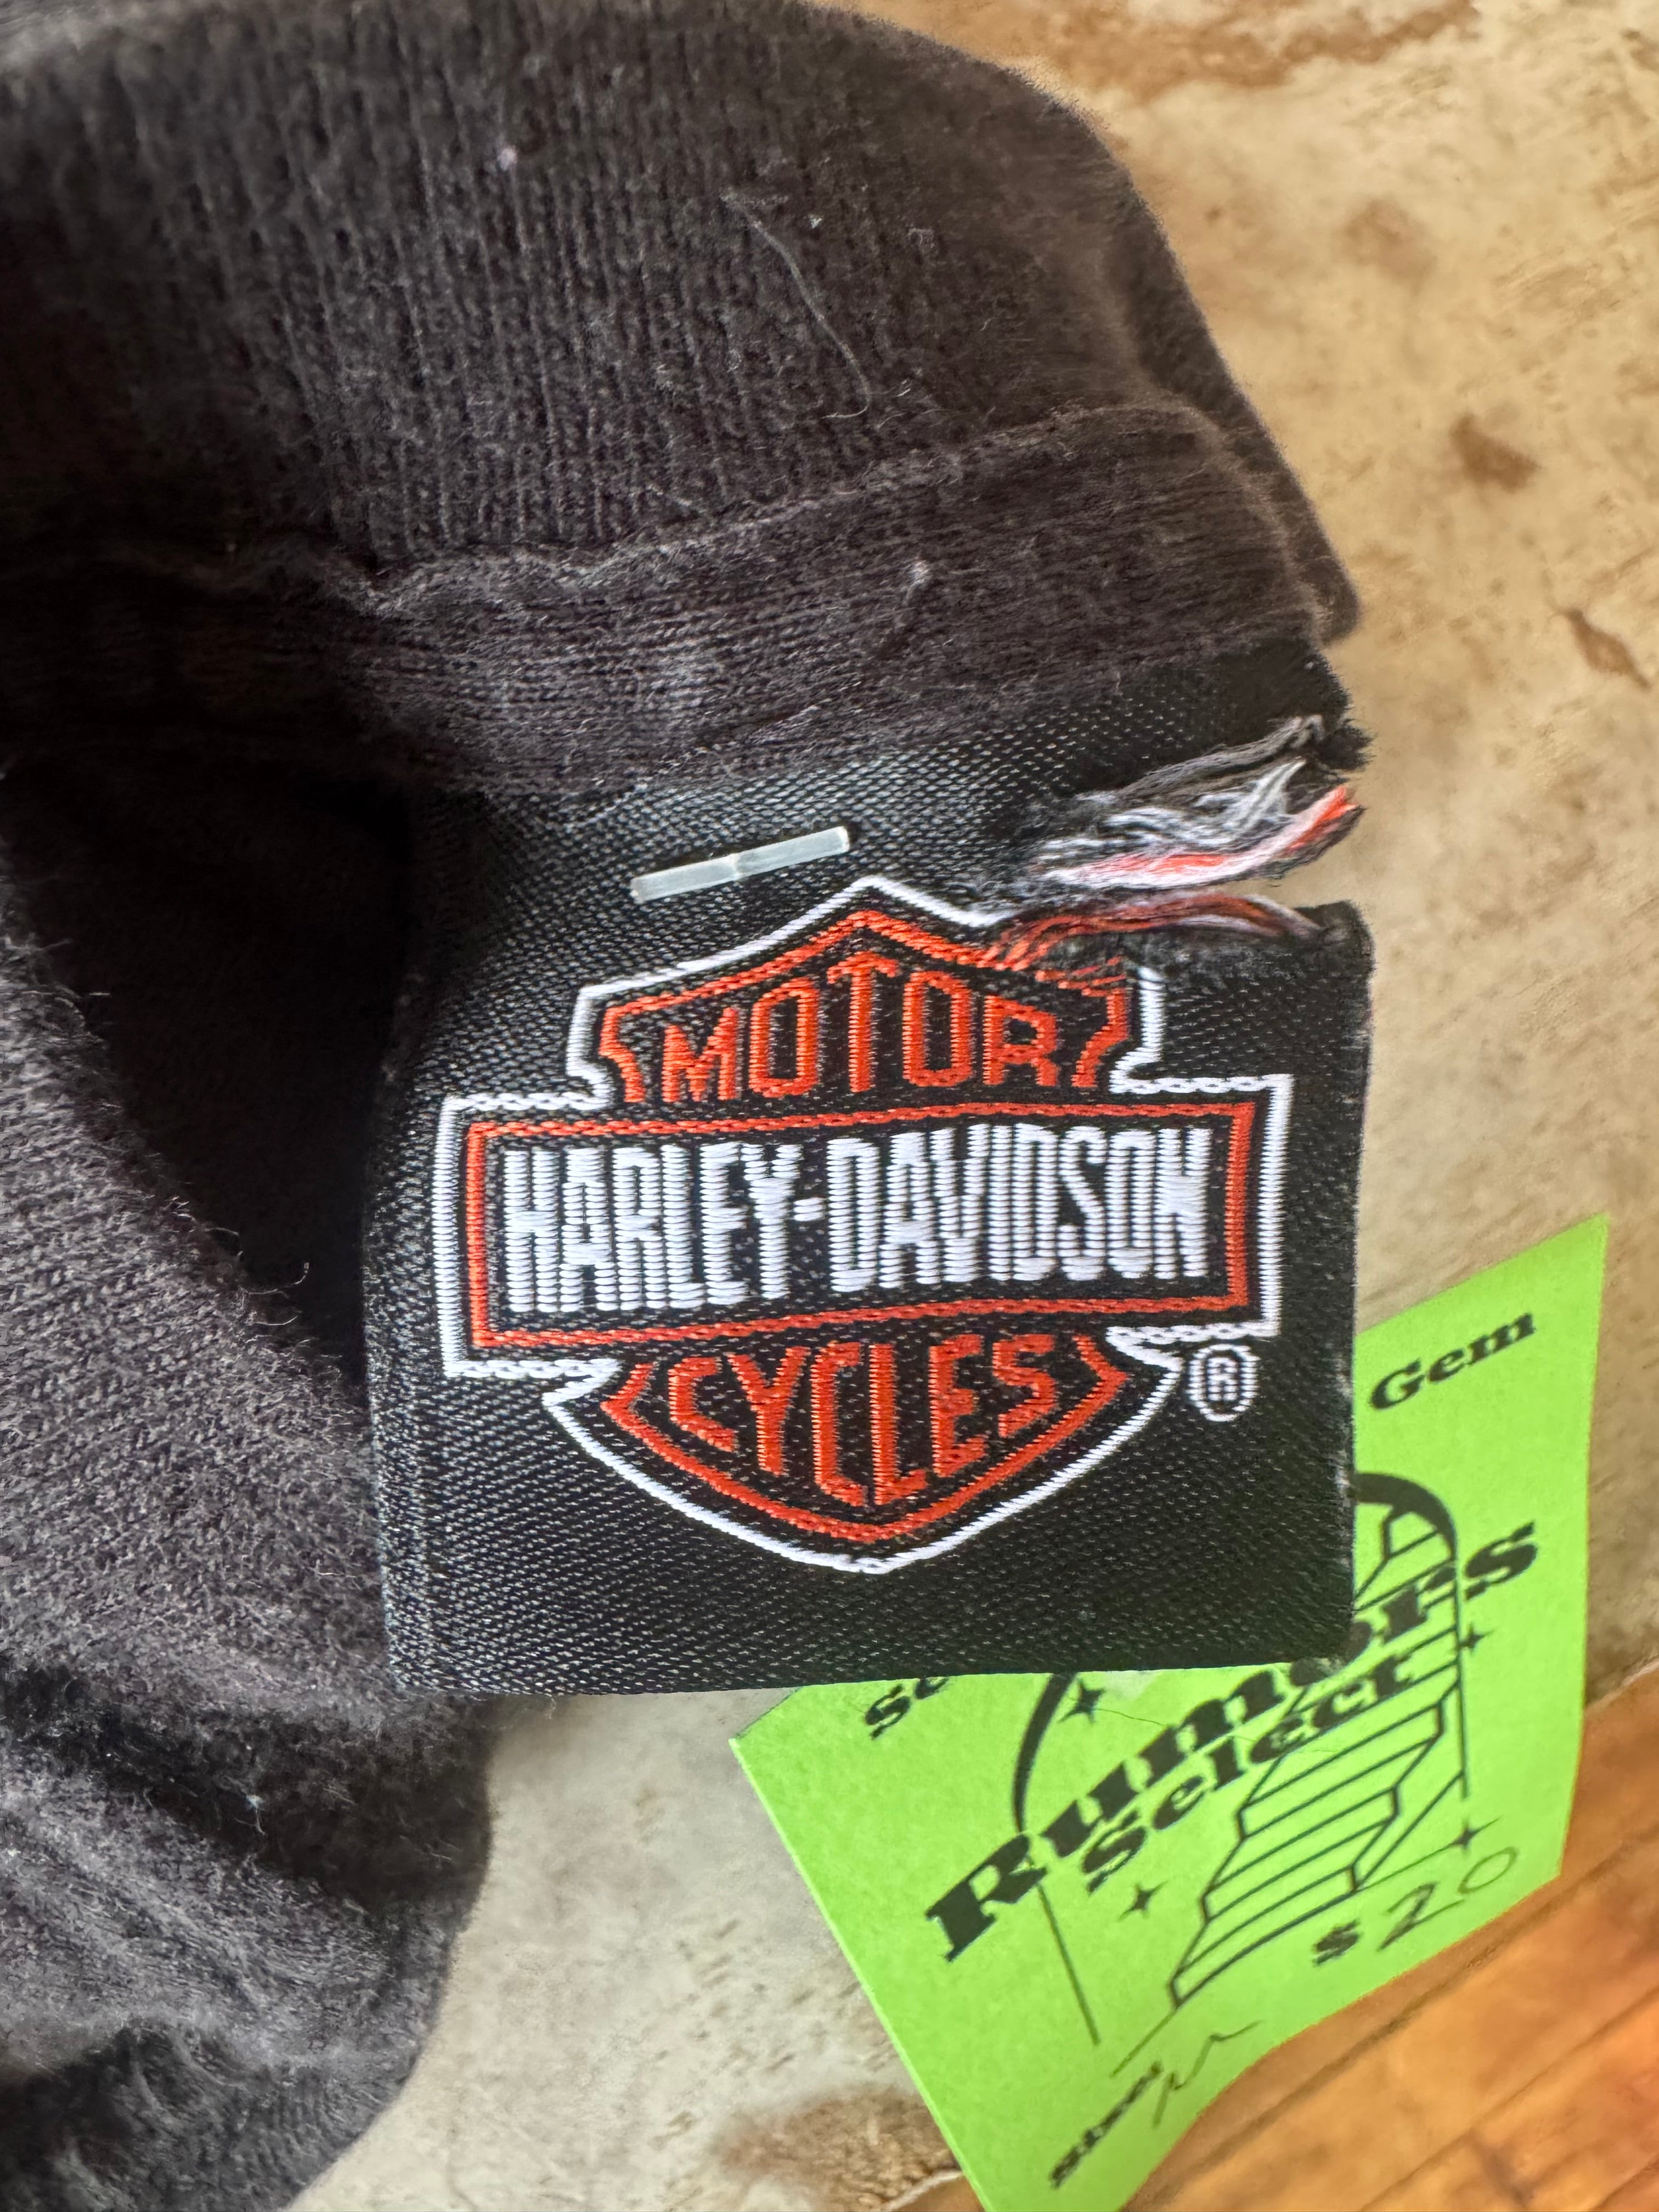 MOTOR
HARLEY-DAVIDSON
CYCLES
®
Gem
Rumors
Select
$20